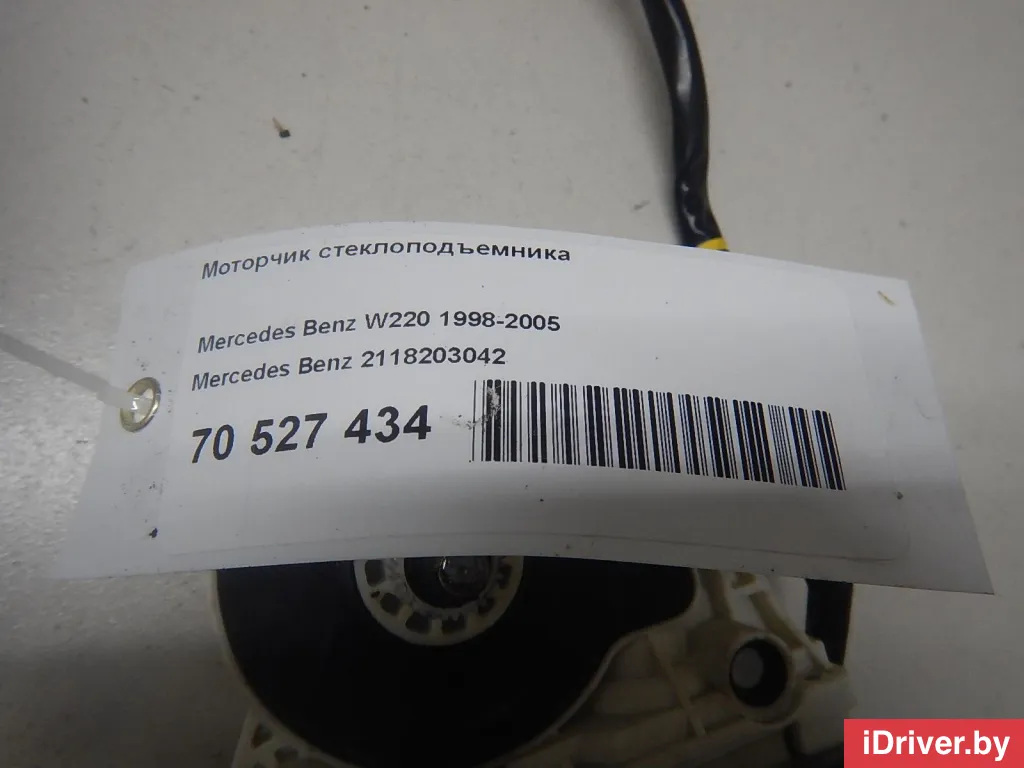 Моторчик стеклоподъемника
Mercedes Benz W220 1998-2005
Mercedes Benz 2118203042
70 527 434
iDriver.by